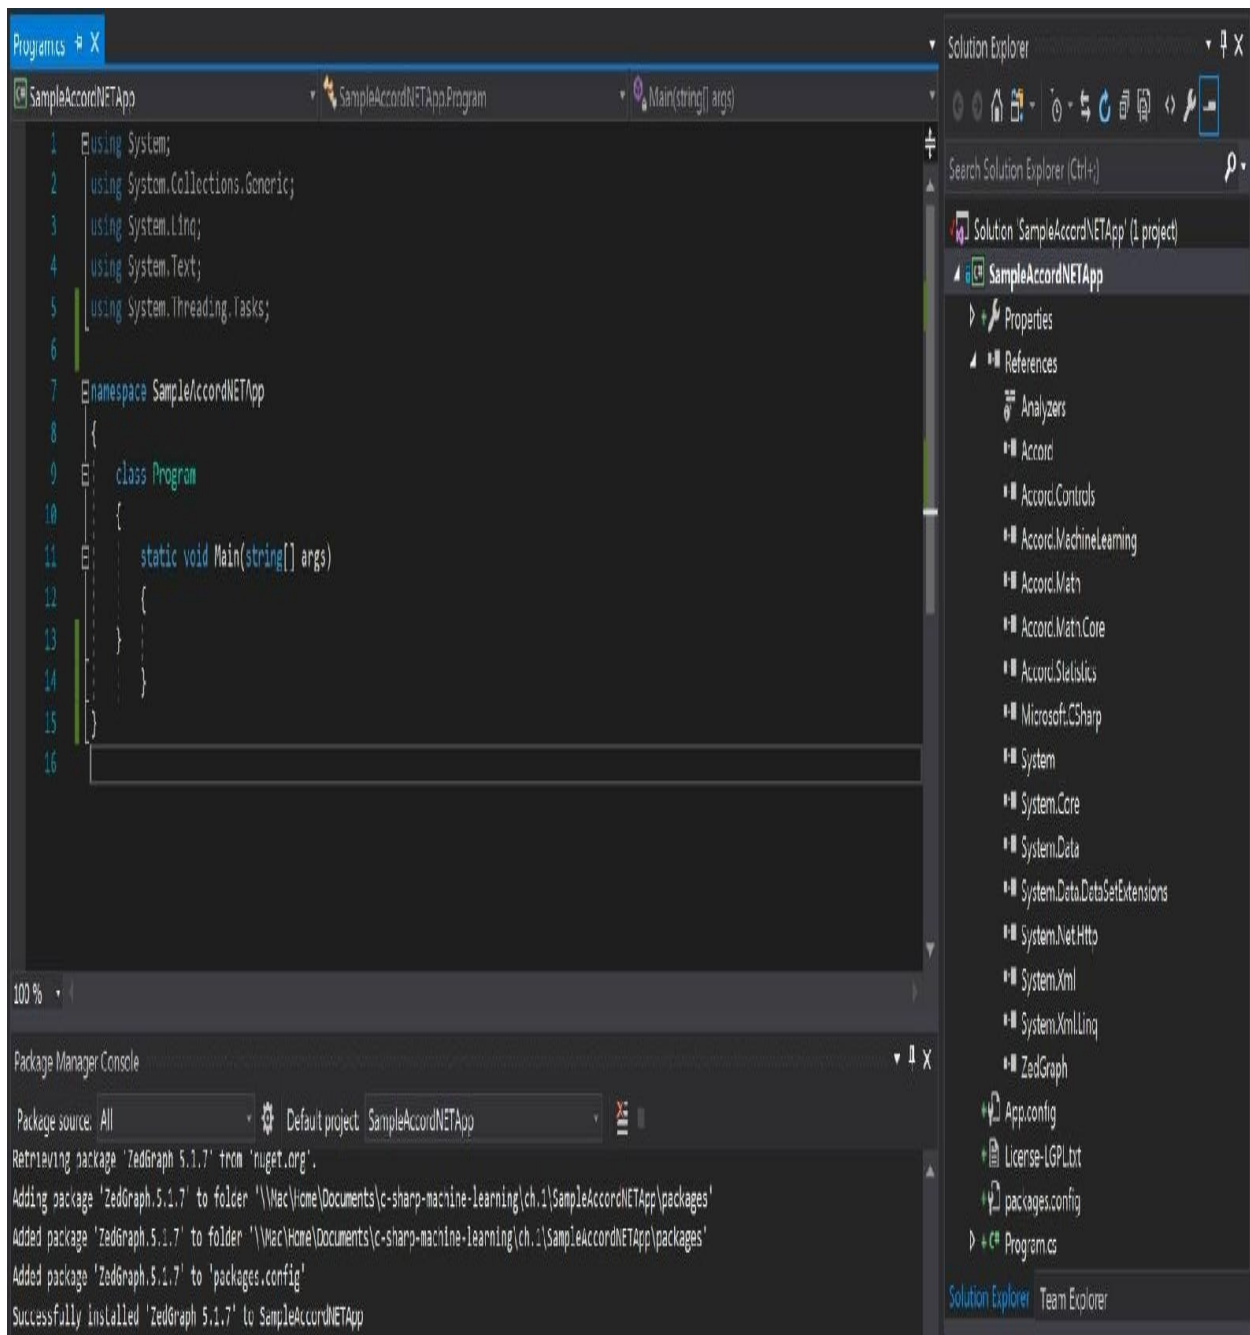 Program.cs
SampleAccordNETApp
SampleAccordNETApp.Program
Main(string[] args)
1 using System;
2 using System.Collections.Generic;
3 using System.Linq;
4 using System.Text;
5 using System.Threading.Tasks;
6
7 namespace SampleAccordNETApp
8 {
9 class Program
10 {
11 static void Main(string[] args)
12 {
13 }
14 }
15 }
16
100 %
Package Manager Console
Package source: All Default project: SampleAccordNETApp
Retrieving package 'ZedGraph 5.1.7' from 'nuget.org'.
Adding package 'ZedGraph.5.1.7' to folder '\\Mac\Home\Documents\c-sharp-machine-learning\ch.1\SampleAccordNETApp\packages'
Added package 'ZedGraph.5.1.7' to folder '\\Mac\Home\Documents\c-sharp-machine-learning\ch.1\SampleAccordNETApp\packages'
Added package 'ZedGraph.5.1.7' to 'packages.config'
Successfully installed 'ZedGraph 5.1.7' to SampleAccordNETApp
Solution Explorer
Search Solution Explorer (Ctrl+;)
Solution 'SampleAccordNETApp' (1 project)
SampleAccordNETApp
Properties
References
Analyzers
Accord
Accord.Controls
Accord.MachineLearning
Accord.Math
Accord.Math.Core
Accord.Statistics
Microsoft.CSharp
System
System.Core
System.Data
System.Data.DataSetExtensions
System.Net.Http
System.Xml
System.Xml.Linq
ZedGraph
App.config
License-LGPL.txt
packages.config
C# Program.cs
Solution Explorer Team Explorer